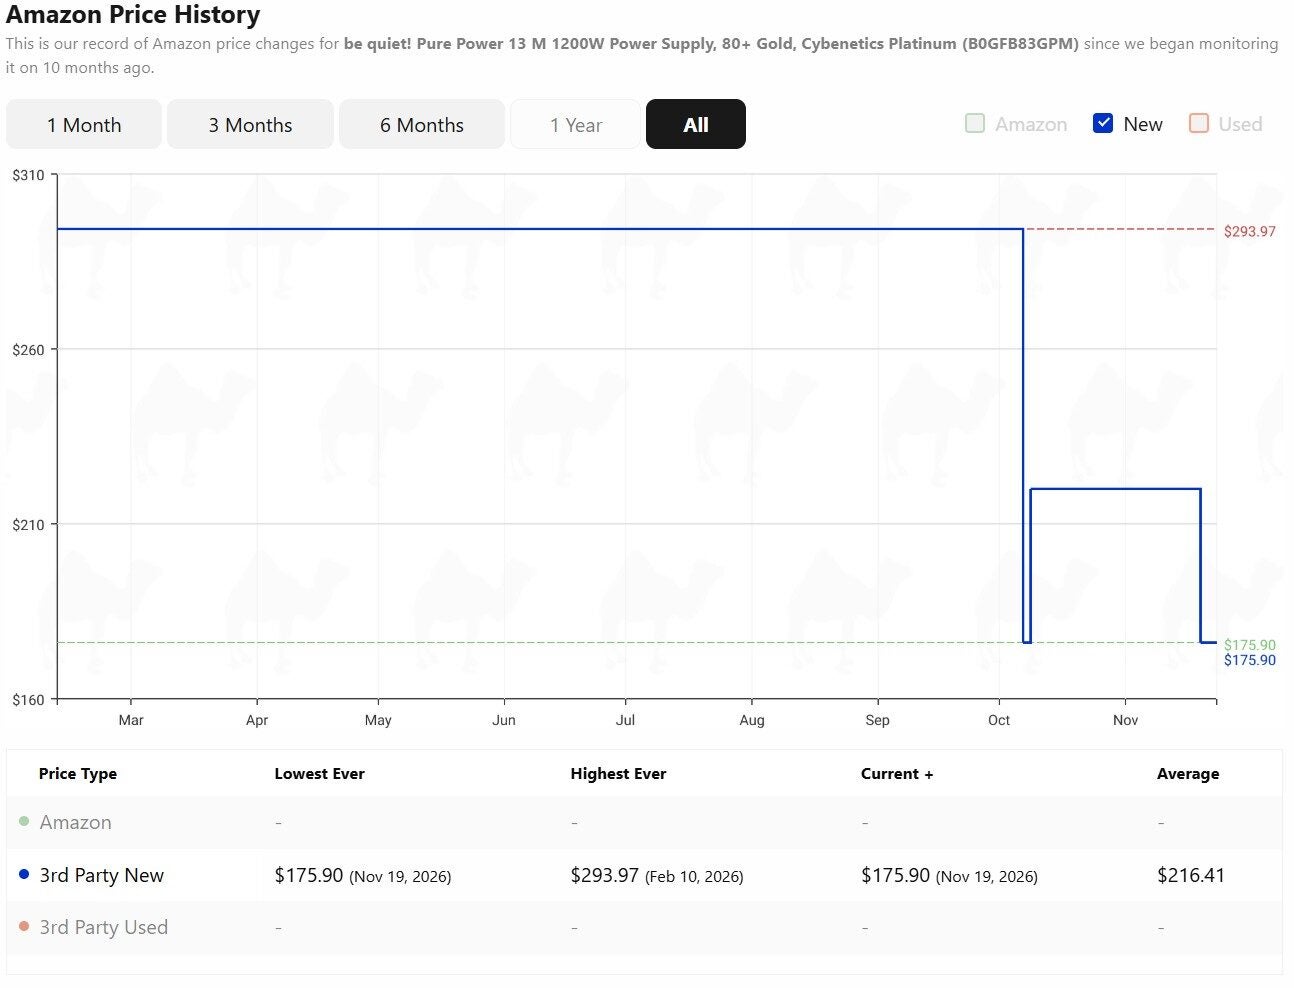 Amazon Price History
This is our record of Amazon price changes for be quiet! Pure Power 13 M 1200W Power Supply, 80+ Gold, Cybenetics Platinum (B0GFB83GPM) since we began monitoring
it on 10 months ago.
1 Month 3 Months 6 Months 1 Year All Amazon New Used
$310
$293.97
$260
$210
$175.90
$175.90
$160
Mar Apr May Jun Jul Aug Sep Oct Nov
Price Type Lowest Ever Highest Ever Current + Average
Amazon - - - -
3rd Party New $175.90 (Nov 19, 2026) $293.97 (Feb 10, 2026) $175.90 (Nov 19, 2026) $216.41
3rd Party Used - - - -